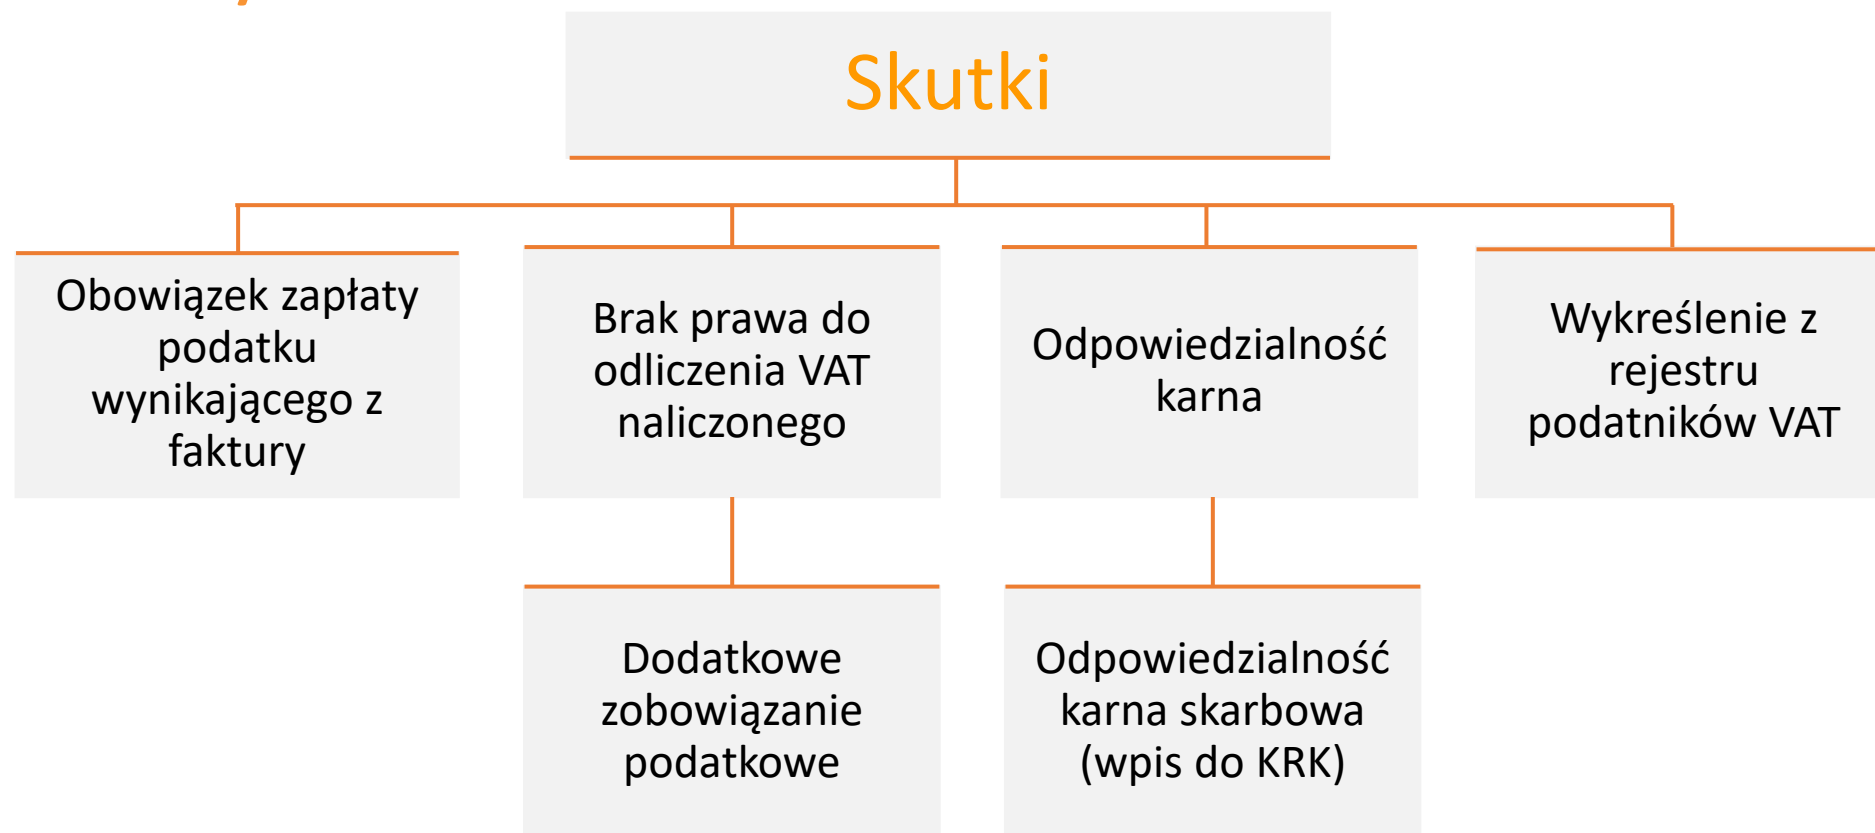 Skutki
Obowiązek zapłaty
podatku
wynikającego z
faktury
Brak prawa do
odliczenia VAT
naliczonego
Odpowiedzialność
karna
Wykreślenie z
rejestru
podatników VAT
Dodatkowe
zobowiązanie
podatkowe
Odpowiedzialność
karna skarbowa
(wpis do KRK)